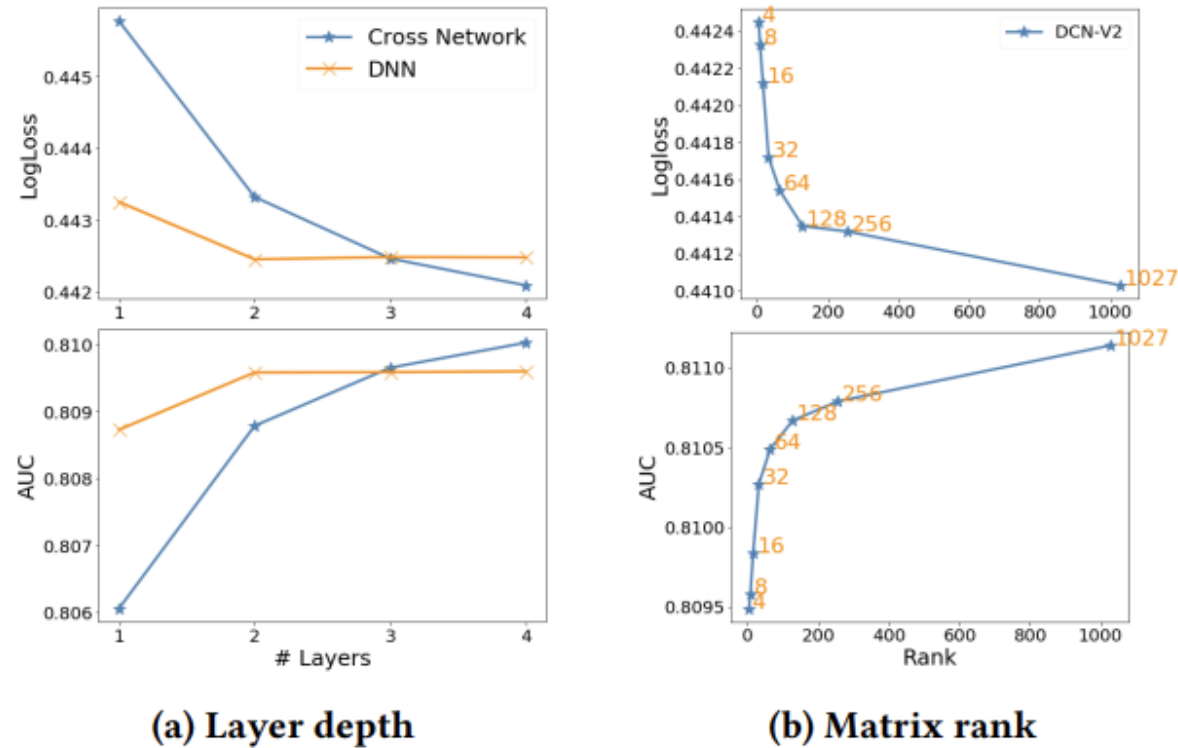 Cross Network
DNN
LogLoss
0.445
0.444
0.443
0.442
1 2 3 4
AUC
0.810
0.809
0.808
0.807
0.806
1 2 3 4
# Layers
(a) Layer depth
DCN-V2
Logloss
0.4424
0.4422
0.4420
0.4418
0.4416
0.4414
0.4412
0.4410
4
8
16
32
64
128
256
1027
0 200 400 600 800 1000
AUC
0.8110
0.8105
0.8100
0.8095
1027
256
128
64
32
16
8
4
0 200 400 600 800 1000
Rank
(b) Matrix rank